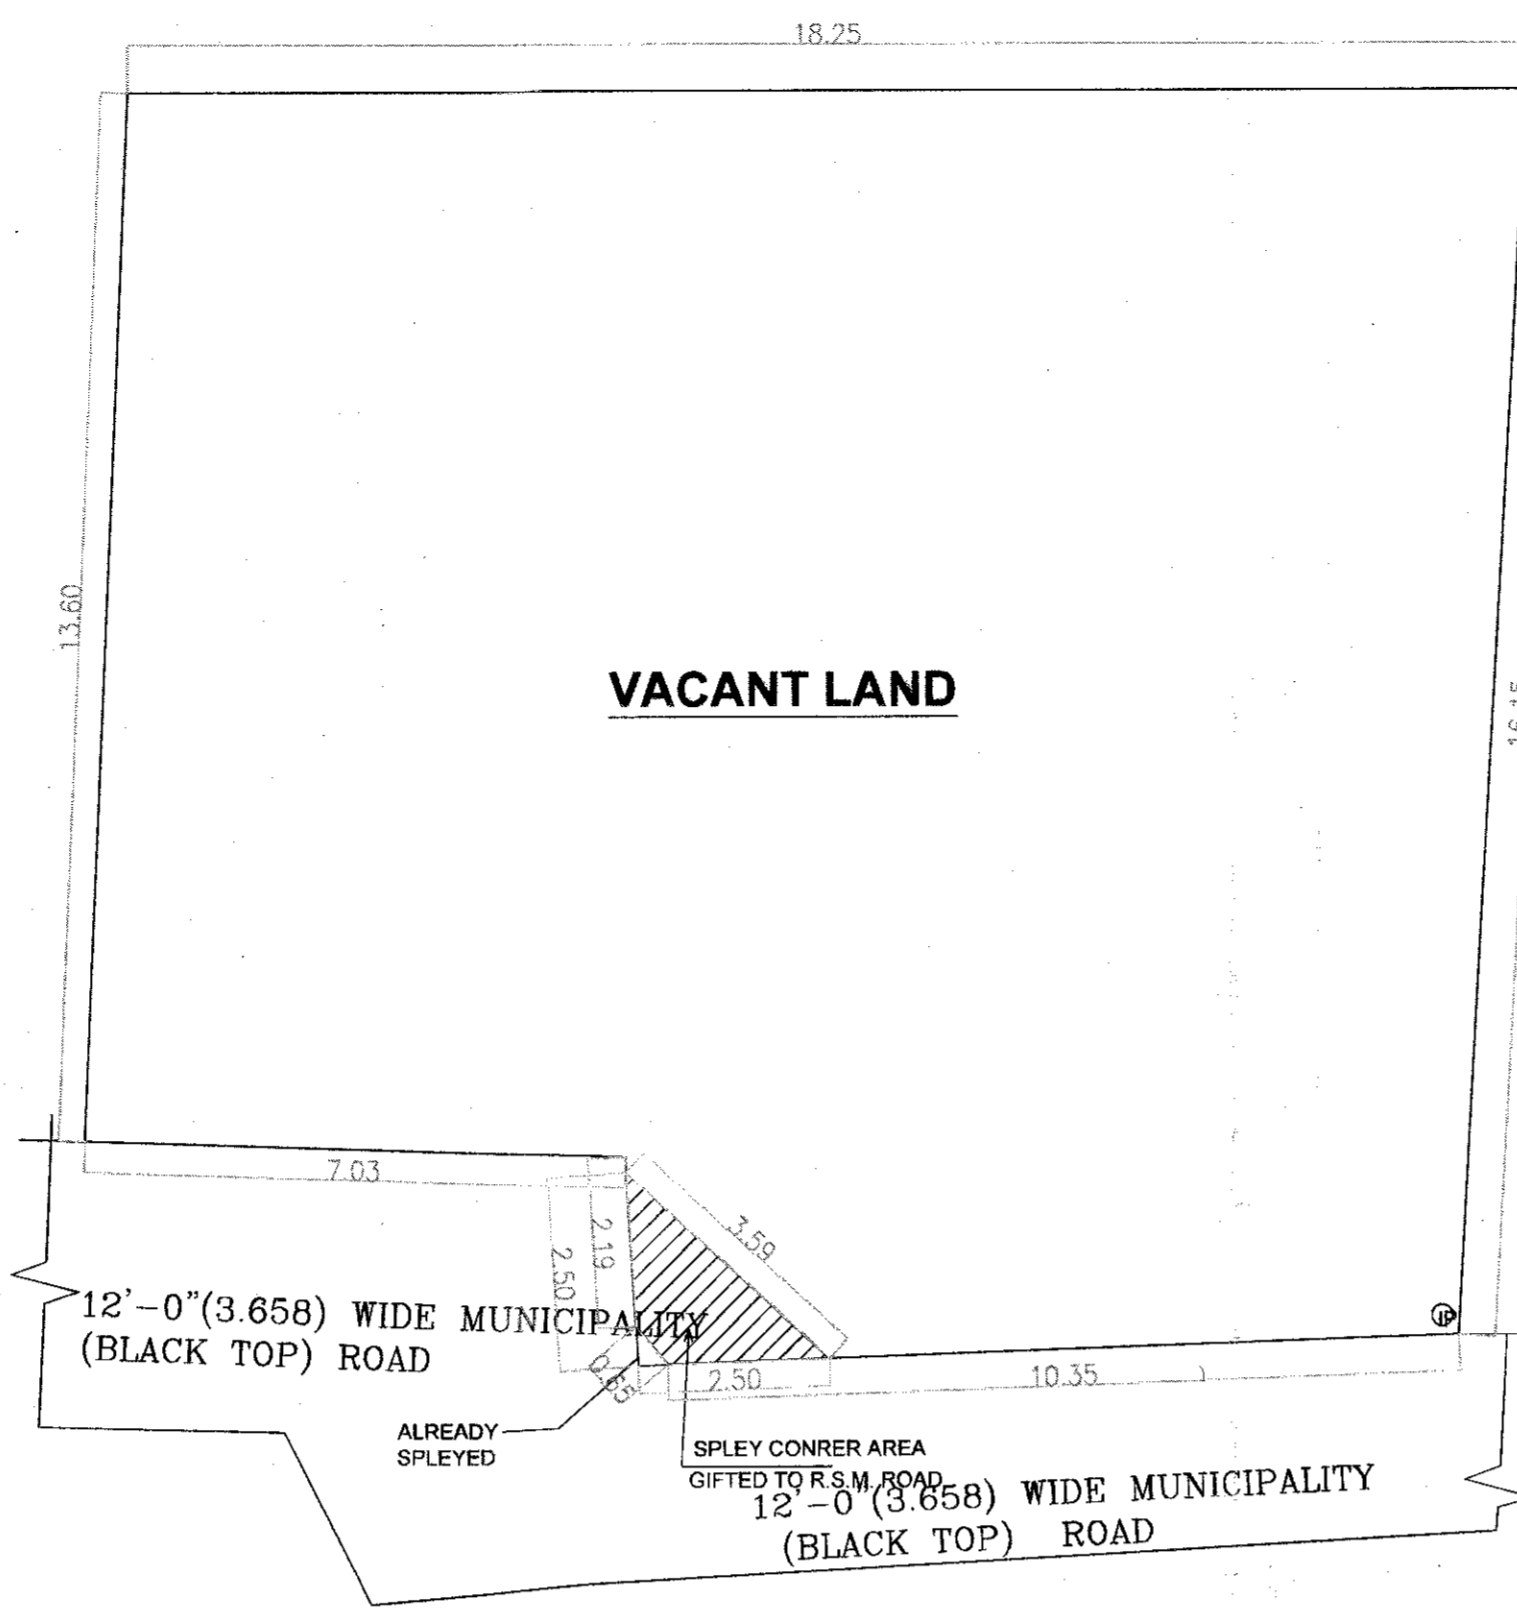 18.25
13.60
VACANT LAND
7.03
2.19
2.50
3.59
12'-0"(3.658) WIDE MUNICIPALITY
(BLACK TOP) ROAD
0.65
2.50
10.35
ALREADY
SPLEYED
SPLEY CONRER AREA
GIFTED TO R.S.M. ROAD
12'-0"(3.658) WIDE MUNICIPALITY
(BLACK TOP) ROAD